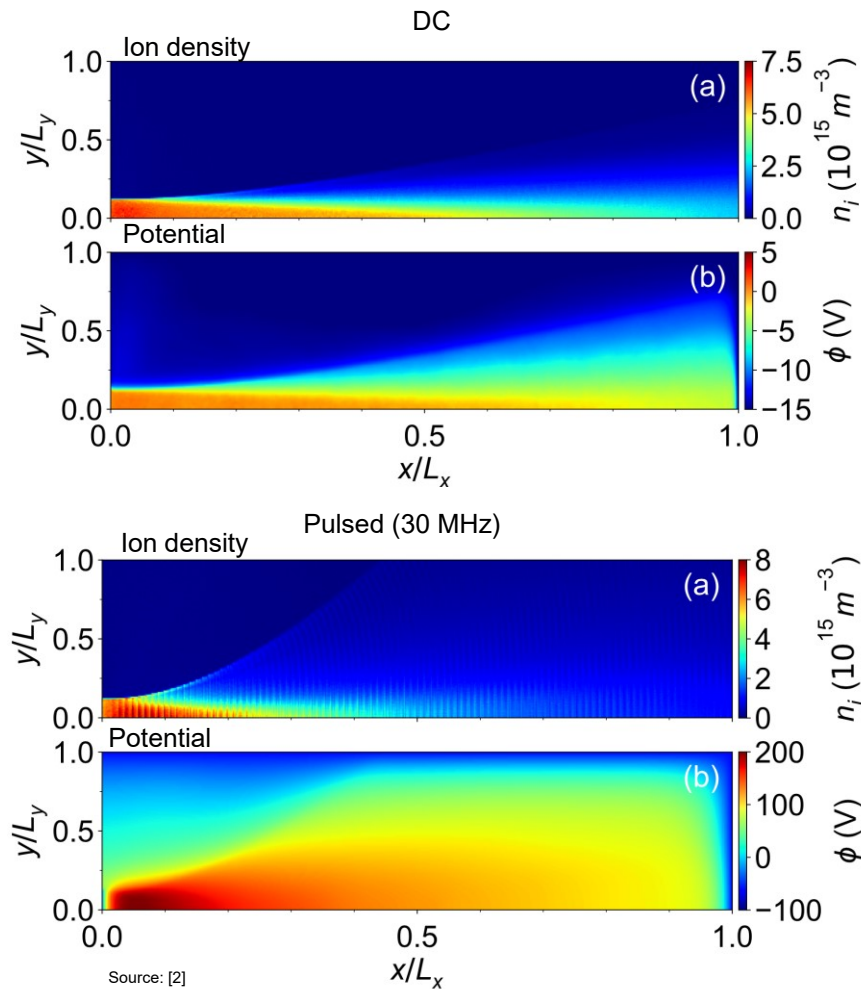 DC
Ion density
(a)
1.0
0.5
0.0
y/L_y
7.5
5.0
2.5
0.0
n_i (10^15 m^−3)
Potential
(b)
1.0
0.5
0.0
y/L_y
5
0
−5
−10
−15
ϕ (V)
0.0 0.5 1.0
x/L_x
Pulsed (30 MHz)
Ion density
(a)
1.0
0.5
0.0
y/L_y
8
6
4
2
0
n_i (10^15 m^−3)
Potential
(b)
1.0
0.5
0.0
y/L_y
200
100
0
−100
ϕ (V)
0.0 0.5 1.0
x/L_x
Source: [2]